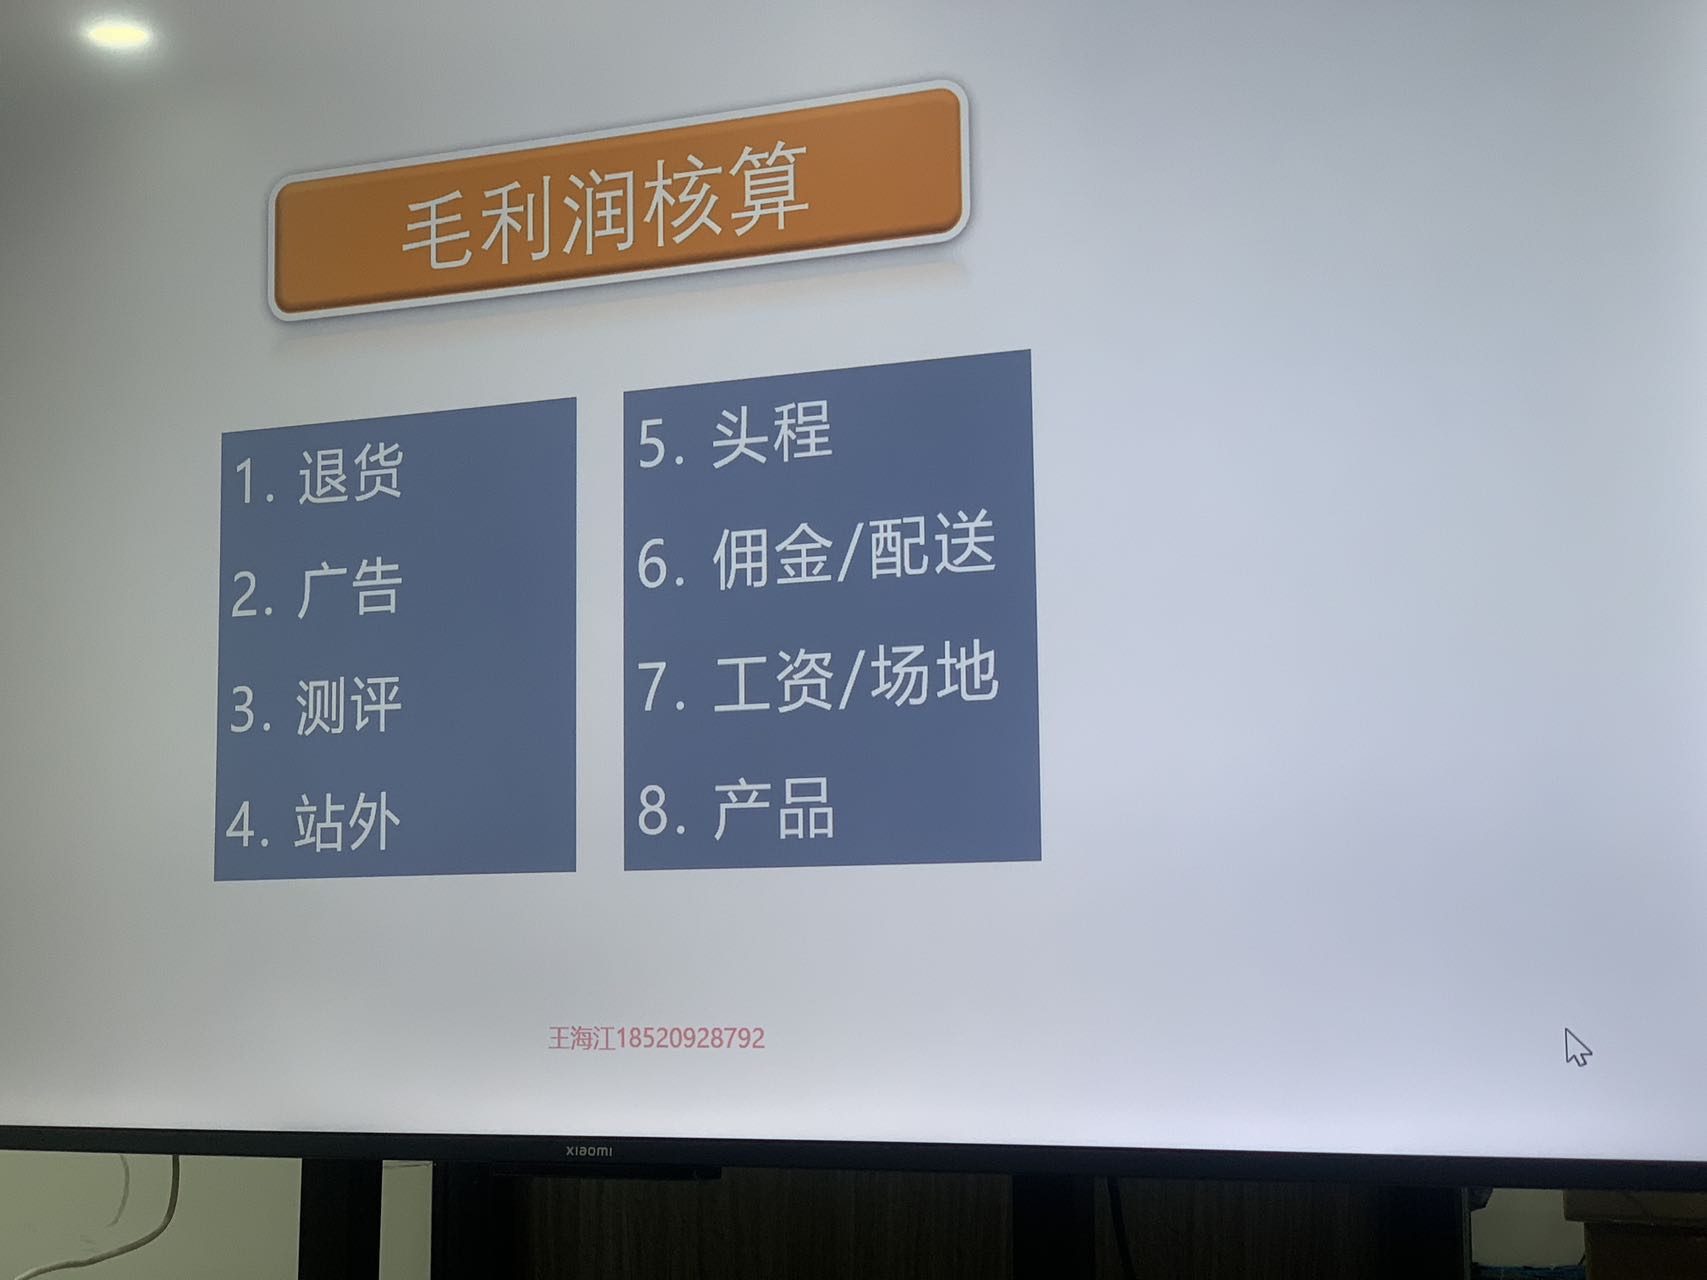 毛利润核算
1. 退货
2. 广告
3. 测评
4. 站外
5. 头程
6. 佣金/配送
7. 工资/场地
8. 产品
王海江18520928792
xiaomi